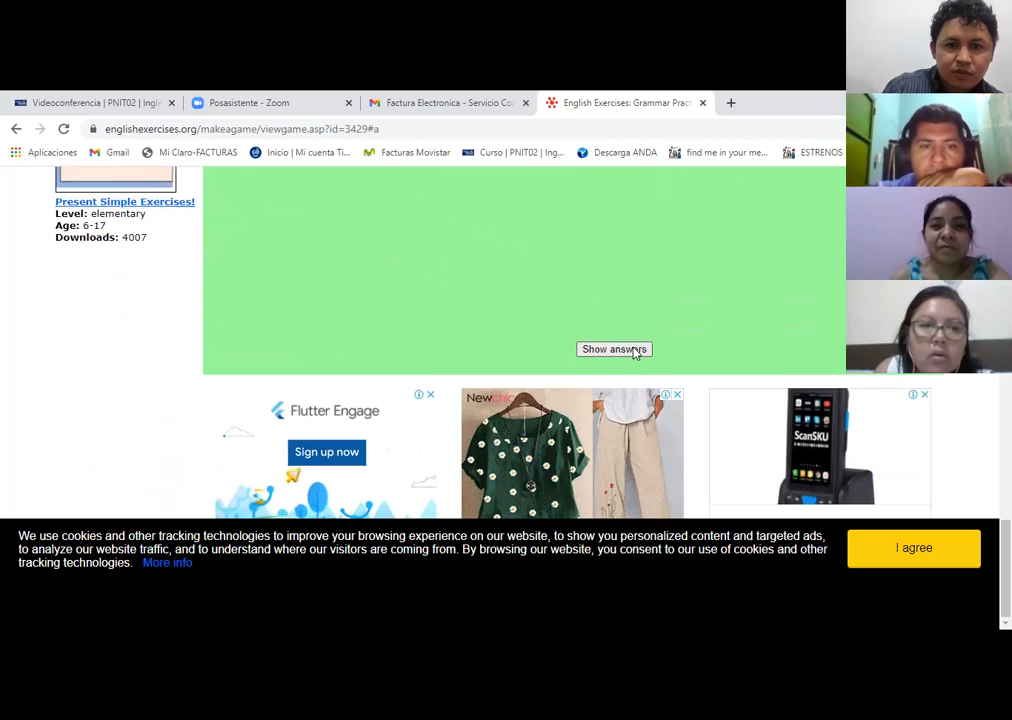 Videoconferencia | PNIT02 | Inglé
Posasistente - Zoom
Factura Electronica - Servicio Co
English Exercises: Grammar Pract
englishexercises.org/makeagame/viewgame.asp?id=3429#a
Aplicaciones
Gmail
Mi Claro-FACTURAS
Inicio | Mi cuenta Ti...
Facturas Movistar
Curso | PNIT02 | Ing...
Descarga ANDA
find me in your me...
ESTRENOS
Present Simple Exercises!
Level: elementary
Age: 6-17
Downloads: 4007
Show answers
Flutter Engage
Sign up now
Newchic
ScanSKU
We use cookies and other tracking technologies to improve your browsing experience on our website, to show you personalized content and targeted ads,
to analyze our website traffic, and to understand where our visitors are coming from. By browsing our website, you consent to our use of cookies and other
tracking technologies. More info
I agree